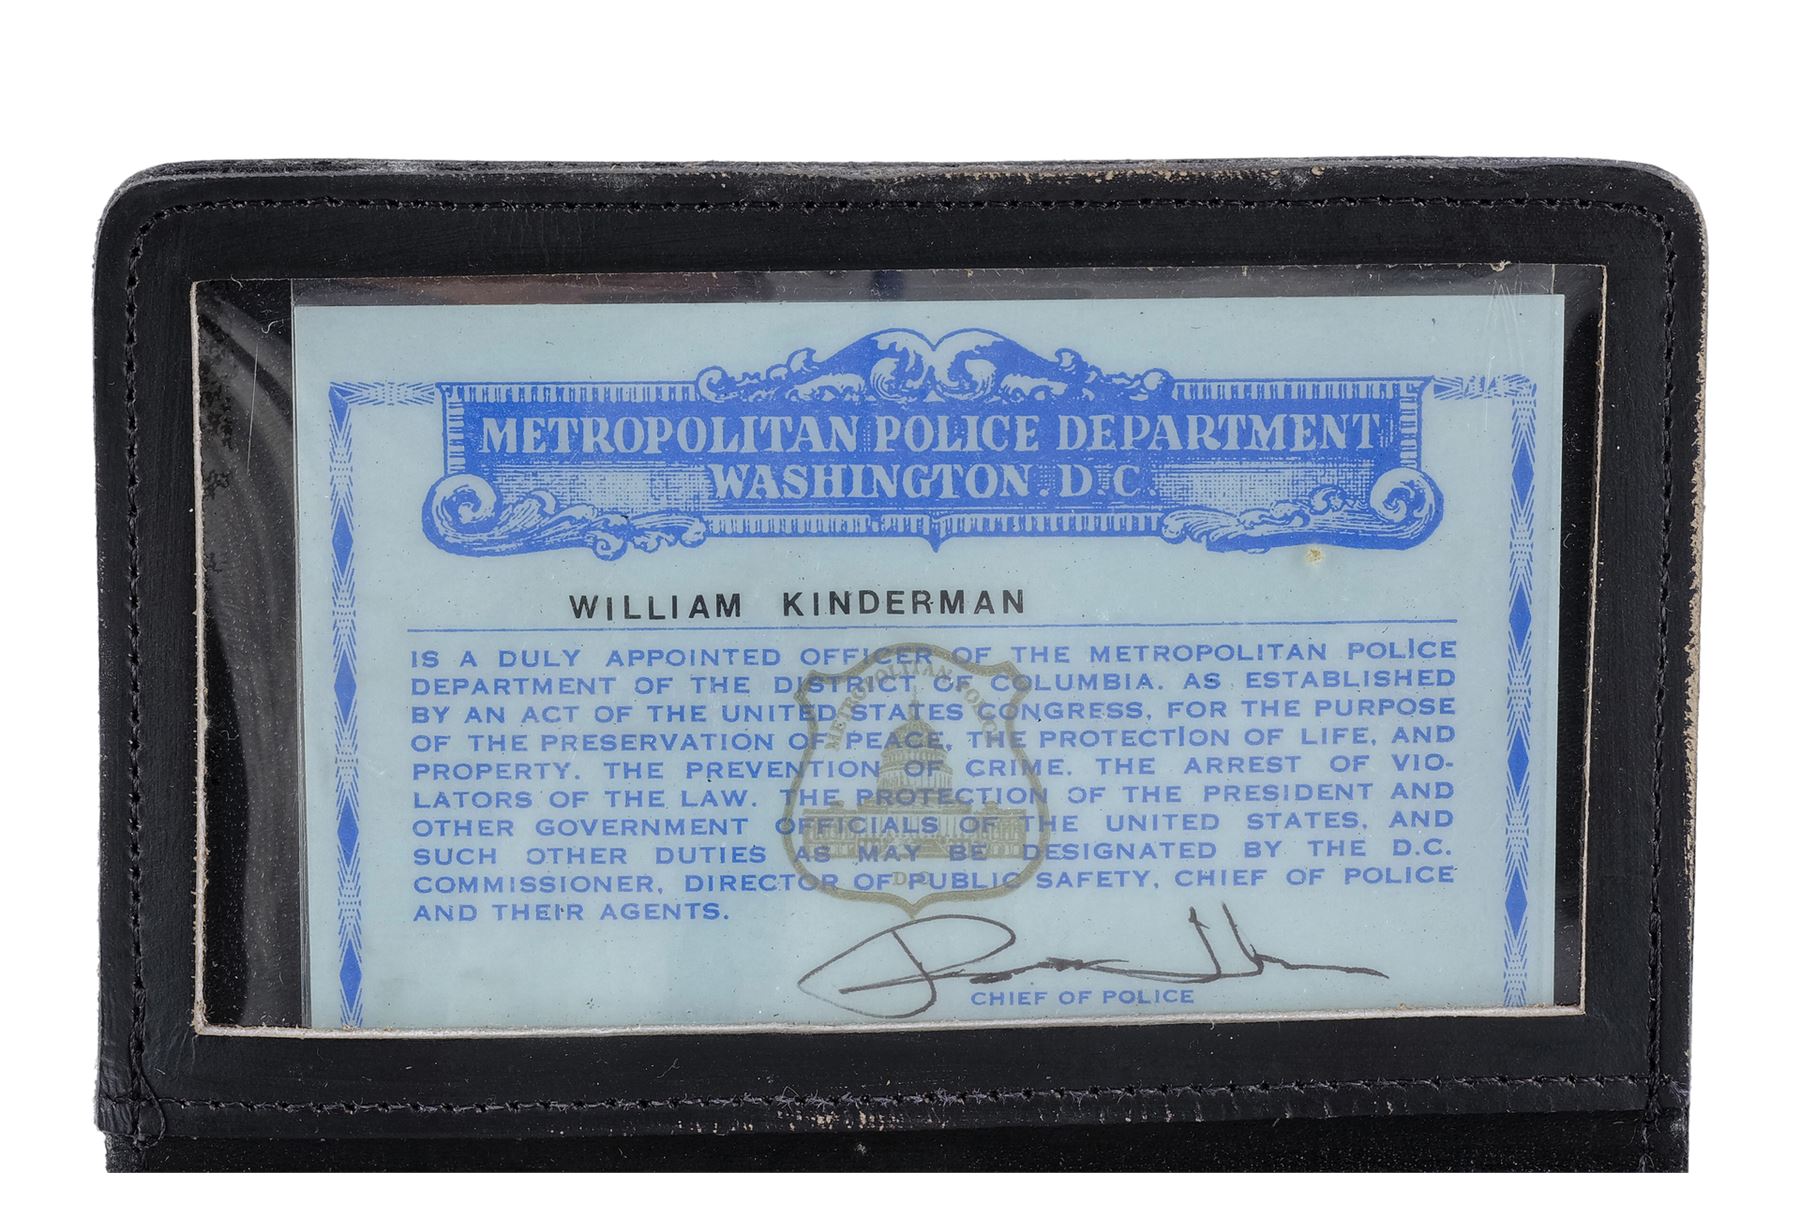 METROPOLITAN POLICE DEPARTMENT
WASHINGTON. D.C.
WILLIAM KINDERMAN
IS A DULY APPOINTED OFFICER OF THE METROPOLITAN POLICE
DEPARTMENT OF THE DISTRICT OF COLUMBIA. AS ESTABLISHED
BY AN ACT OF THE UNITED STATES CONGRESS, FOR THE PURPOSE
OF THE PRESERVATION OF PEACE, THE PROTECTION OF LIFE, AND
PROPERTY. THE PREVENTION OF CRIME. THE ARREST OF VIO-
LATORS OF THE LAW. THE PROTECTION OF THE PRESIDENT AND
OTHER GOVERNMENT OFFICIALS OF THE UNITED STATES, AND
SUCH OTHER DUTIES AS MAY BE DESIGNATED BY THE D.C.
COMMISSIONER, DIRECTOR OF PUBLIC SAFETY, CHIEF OF POLICE
AND THEIR AGENTS.
METROPOLITAN POLICE
D.C.
CHIEF OF POLICE